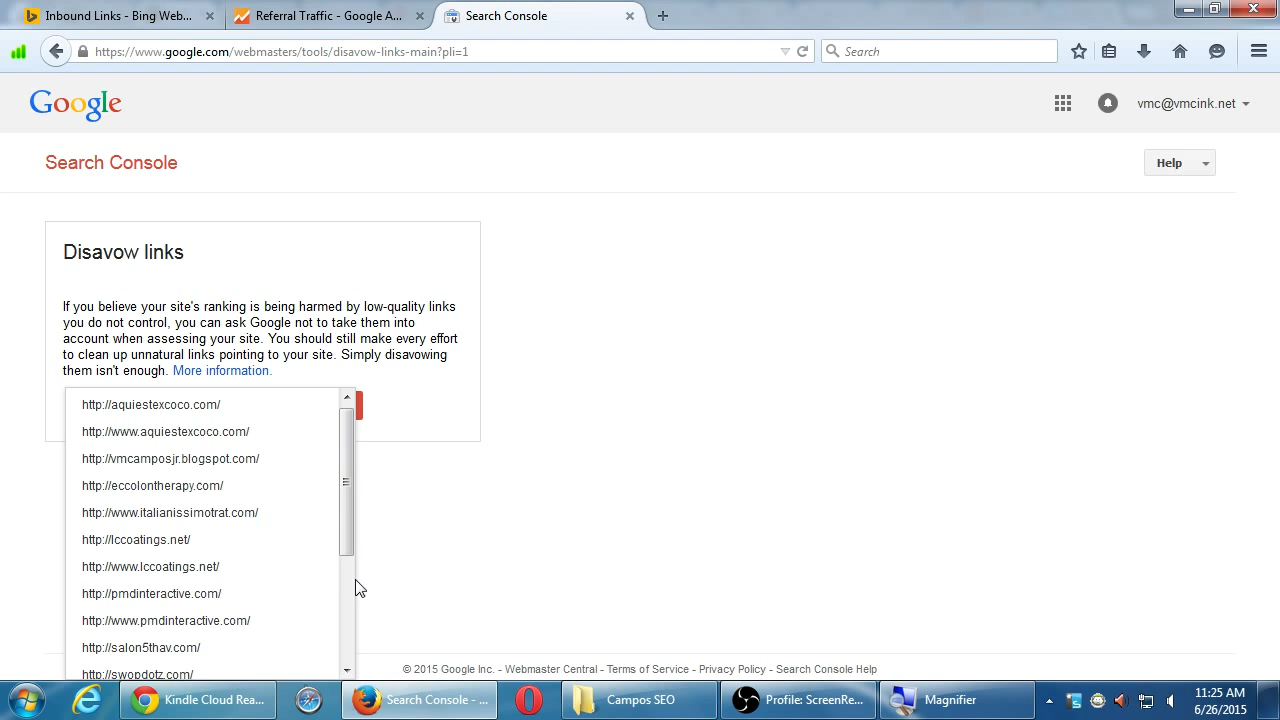 Inbound Links - Bing Web...
Referral Traffic - Google A...
Search Console
https://www.google.com/webmasters/tools/disavow-links-main?pli=1
Search
Google
vmc@vmcink.net
Search Console
Help
Disavow links
If you believe your site's ranking is being harmed by low-quality links
you do not control, you can ask Google not to take them into
account when assessing your site. You should still make every effort
to clean up unnatural links pointing to your site. Simply disavowing
them isn't enough. More information.
http://aquiestexcoco.com/
http://www.aquiestexcoco.com/
http://vmcamposjr.blogspot.com/
http://eccolontherapy.com/
http://www.italianissimotrat.com/
http://lccoatings.net/
http://www.lccoatings.net/
http://pmdinteractive.com/
http://www.pmdinteractive.com/
http://salon5thav.com/
http://swopdotz.com/
© 2015 Google Inc. - Webmaster Central - Terms of Service - Privacy Policy - Search Console Help
Kindle Cloud Rea...
Search Console - ...
Campos SEO
Profile: ScreenRe...
Magnifier
11:25 AM
6/26/2015